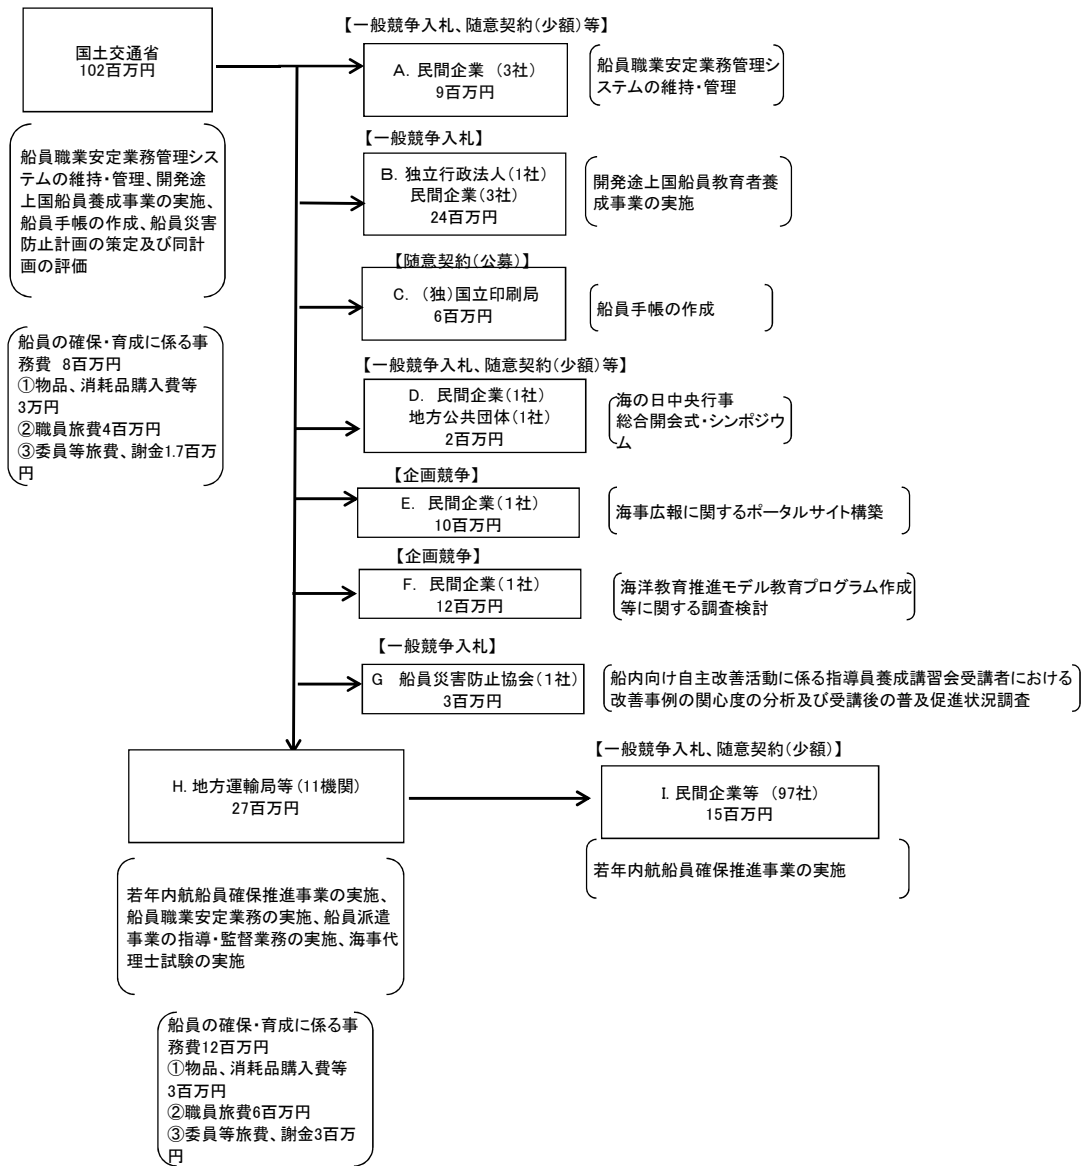 国土交通省
102百万円
船員職業安定業務管理シス
テムの維持・管理、開発途
上国船員養成事業の実施、
船員手帳の作成、船員災害
防止計画の策定及び同計
画の評価
船員の確保・育成に係る事
務費 8百万円
①物品、消耗品購入費等
3万円
②職員旅費4百万円
③委員等旅費、謝金1.7百万
円
【一般競争入札、随意契約(少額)等】
A. 民間企業 (3社)
9百万円
船員職業安定業務管理シ
ステムの維持・管理
【一般競争入札】
B. 独立行政法人(1社)
民間企業(3社)
24百万円
開発途上国船員教育者養
成事業の実施
【随意契約(公募)】
C. (独)国立印刷局
6百万円
船員手帳の作成
【一般競争入札、随意契約(少額)等】
D. 民間企業(1社)
地方公共団体(1社)
2百万円
海の日中央行事
総合開会式・シンポジウ
ム
【企画競争】
E. 民間企業(1社)
10百万円
海事広報に関するポータルサイト構築
【企画競争】
F. 民間企業(1社)
12百万円
海洋教育推進モデル教育プログラム作成
等に関する調査検討
【一般競争入札】
G 船員災害防止協会(1社)
3百万円
船内向け自主改善活動に係る指導員養成講習会受講者における
改善事例の関心度の分析及び受講後の普及促進状況調査
H. 地方運輸局等(11機関)
27百万円
【一般競争入札、随意契約(少額)】
I. 民間企業等 (97社)
15百万円
若年内航船員確保推進事業の実施
若年内航船員確保推進事業の実施、
船員職業安定業務の実施、船員派遣
事業の指導・監督業務の実施、海事代
理士試験の実施
船員の確保・育成に係る事
務費12百万円
①物品、消耗品購入費等
3百万円
②職員旅費6百万円
③委員等旅費、謝金3百万
円